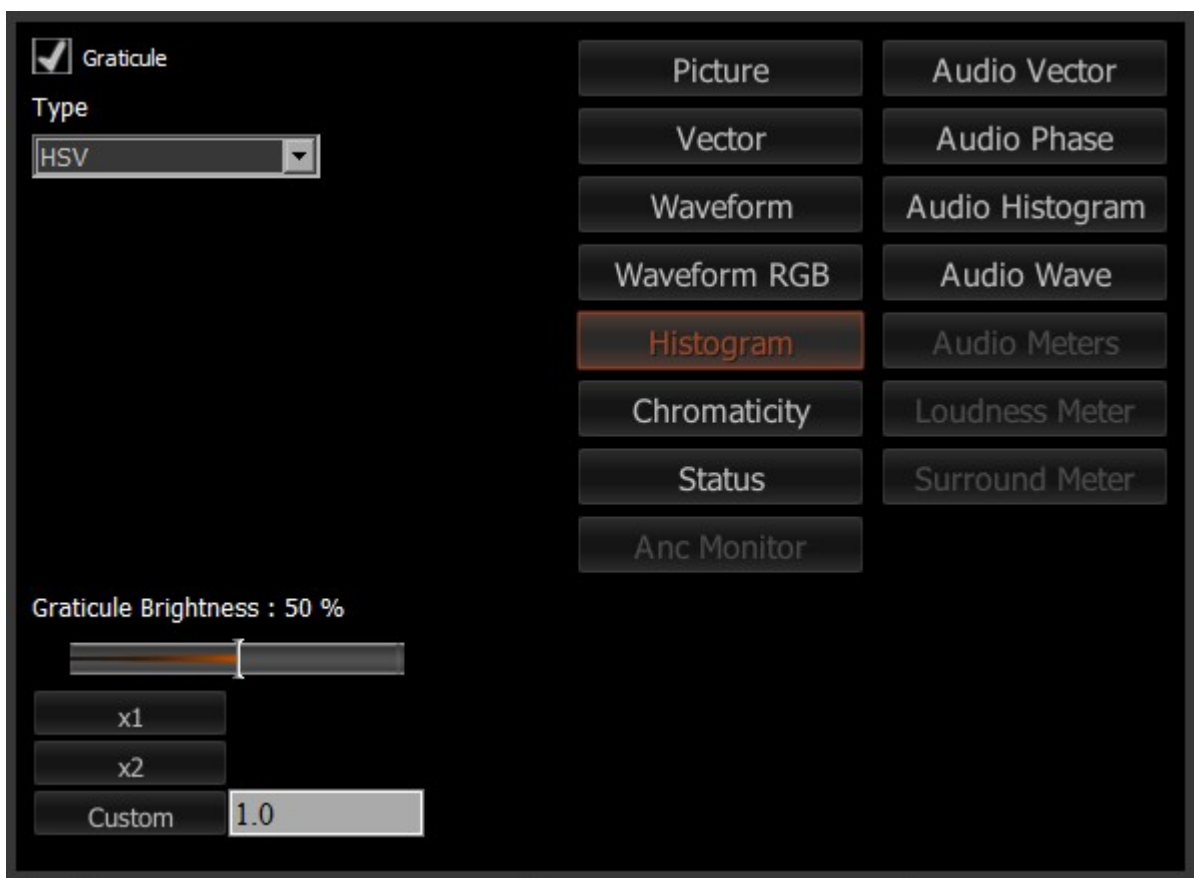 Graticule
Type
HSV
Graticule Brightness : 50 %
x1
x2
Custom
1.0
Picture
Vector
Waveform
Waveform RGB
Histogram
Chromaticity
Status
Anc Monitor
Audio Vector
Audio Phase
Audio Histogram
Audio Wave
Audio Meters
Loudness Meter
Surround Meter